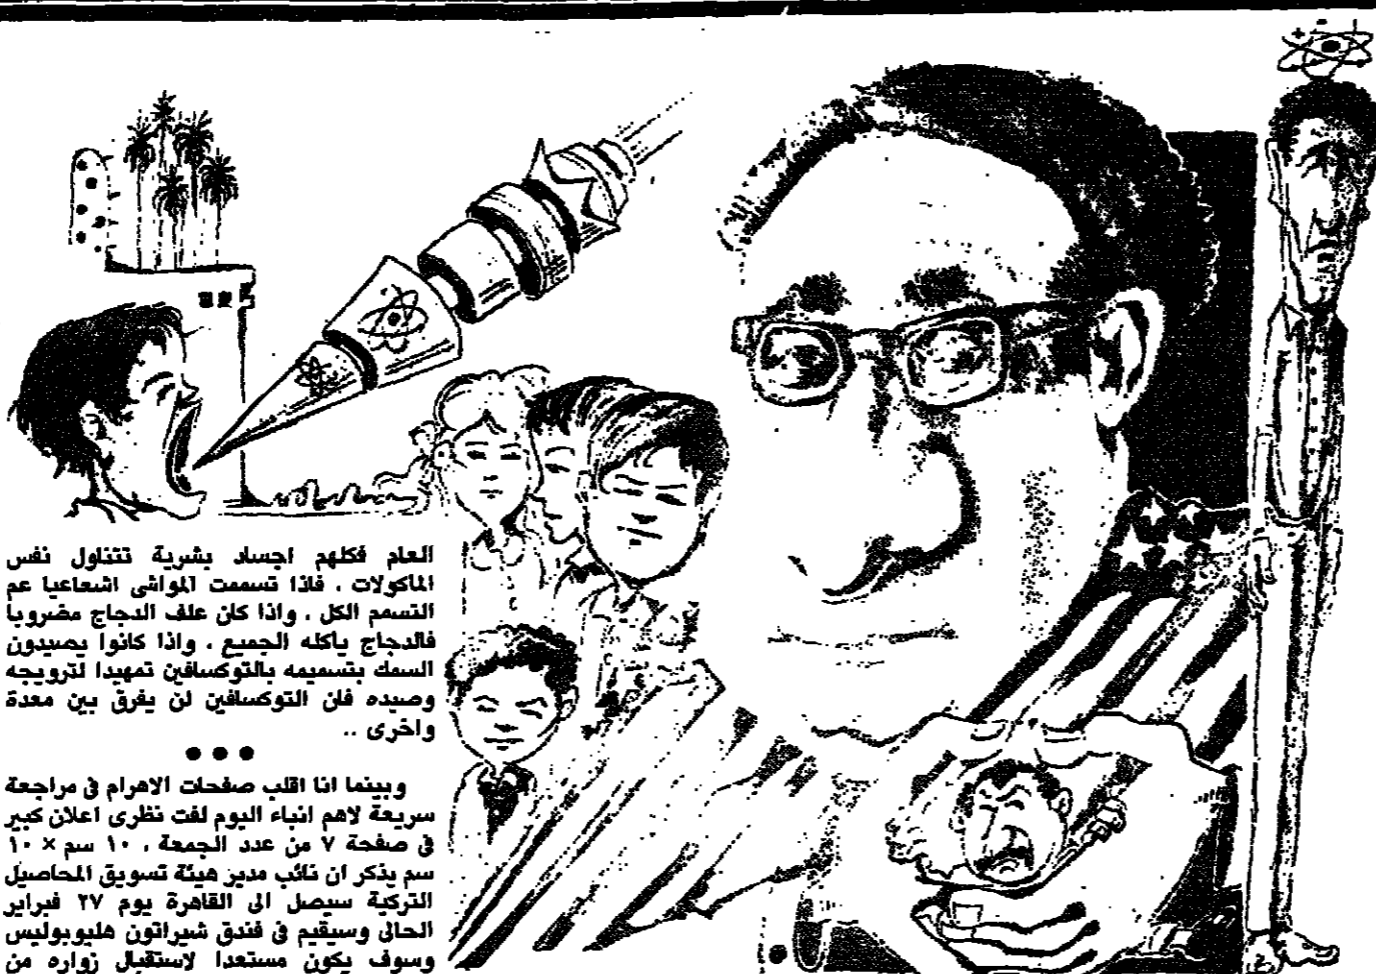 العام فكلهم اجساد بشرية تتناول نفس
الماكولات . فاذا تسممت المواشى اشعاعيا عم
التسمم الكل . واذا كان علف الدجاج مضروبا
فالدجاج ياكله الجميع . واذا كانوا يصيدون
السمك بتسميمه بالتوكسافين تمهيدا لترويجه
وصيده فان التوكسافين لن يفرق بين معدة
واخرى ..
● ● ●
وبينما انا اقلب صفحات الاهرام فى مراجعة
سريعة لاهم انباء اليوم لفت نظرى اعلان كبير
فى صفحة ٧ من عدد الجمعة . ١٠ سم × ١٠
سم يذكر ان نائب مدير هيئة تسويق المحاصيل
التركية سيصل الى القاهرة يوم ٢٧ فبراير
الحالى وسيقيم فى فندق شيراتون هليوبوليس
وسوف يكون مستعدا لاستقبال زواره من